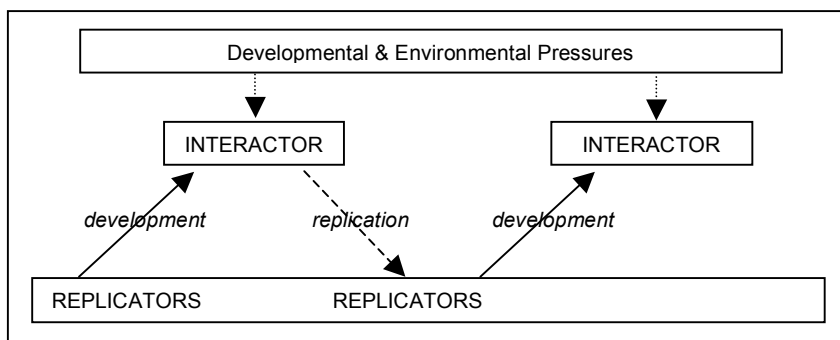 Developmental & Environmental Pressures
INTERACTOR INTERACTOR
development replication development
REPLICATORS REPLICATORS